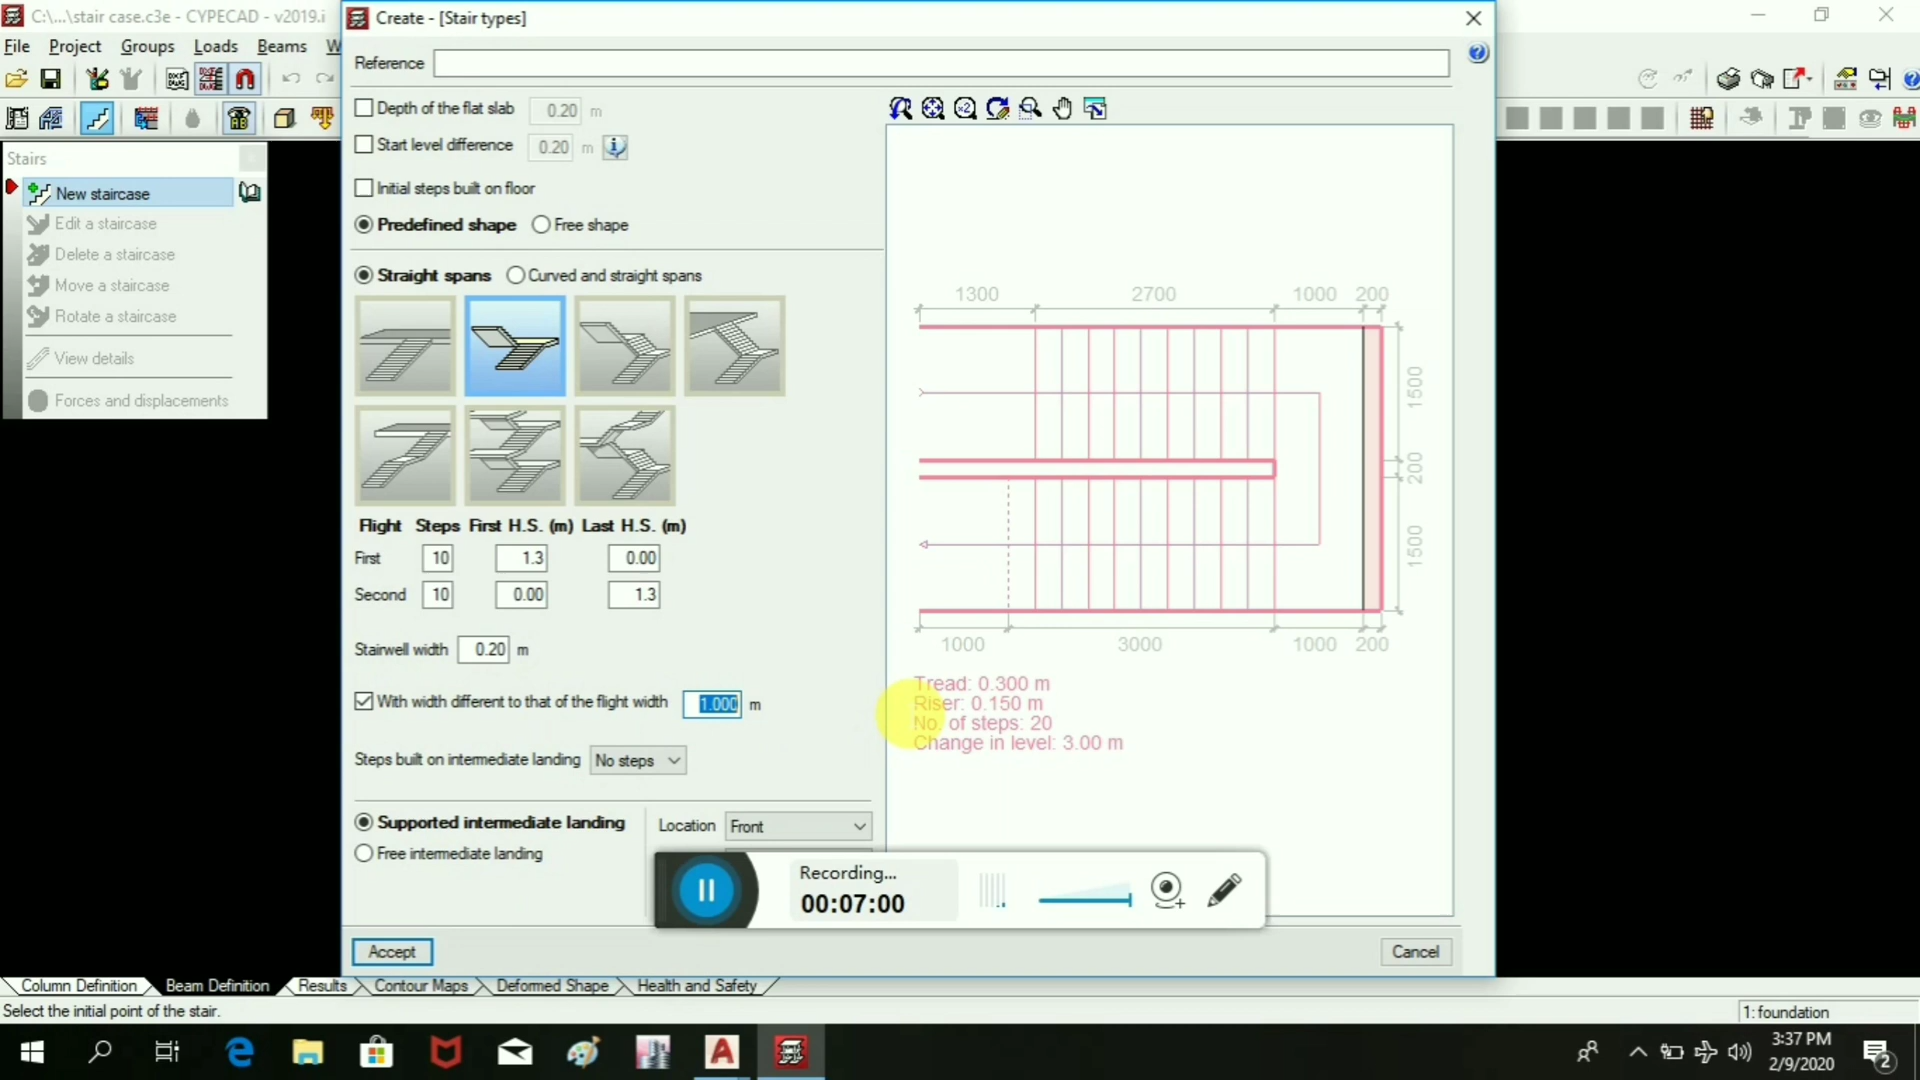 C:\...\stair case.c3e - CYPECAD - v2019.i
Create - [Stair types]
File Project Groups Loads Beams W
Reference
Depth of the flat slab 0.20 m
Start level difference 0.20 m
Initial steps built on floor
Predefined shape Free shape
Straight spans Curved and straight spans
Stairs
New staircase
Edit a staircase
Delete a staircase
Move a staircase
Rotate a staircase
View details
Forces and displacements
Flight Steps First H.S. (m) Last H.S. (m)
First 10 1.3 0.00
Second 10 0.00 1.3
Stairwell width 0.20 m
With width different to that of the flight width 1.000 m
Steps built on intermediate landing No steps
Supported intermediate landing
Free intermediate landing
Location Front
1300 2700 1000 200
1500
200
1500
1000 3000 1000 200
Tread: 0.300 m
Riser: 0.150 m
No. of steps: 20
Change in level: 3.00 m
Recording...
00:07:00
Accept Cancel
Column Definition Beam Definition Results Contour Maps Deformed Shape Health and Safety
Select the initial point of the stair.
1: foundation
3:37 PM
2/9/2020
2